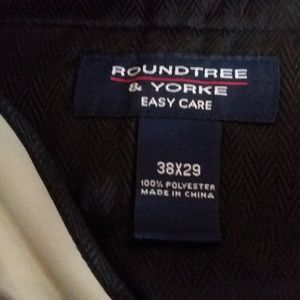 ROUNDTREE
& YORKE
EASY CARE
38X29
100% POLYESTER
MADE IN CHINA